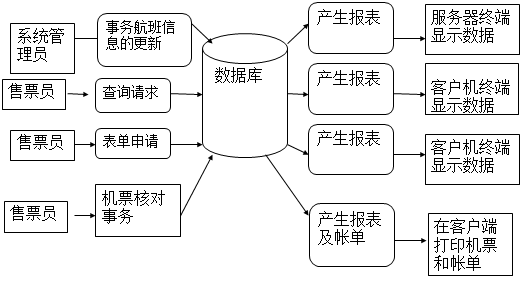 系统管
理员
事务航班信
息的更新
数据库
产生报表
服务器终端
显示数据
售票员
查询请求
产生报表
客户机终端
显示数据
售票员
表单申请
产生报表
客户机终端
显示数据
售票员
机票核对
事务
产生报表
及帐单
在客户端
打印机票
和帐单